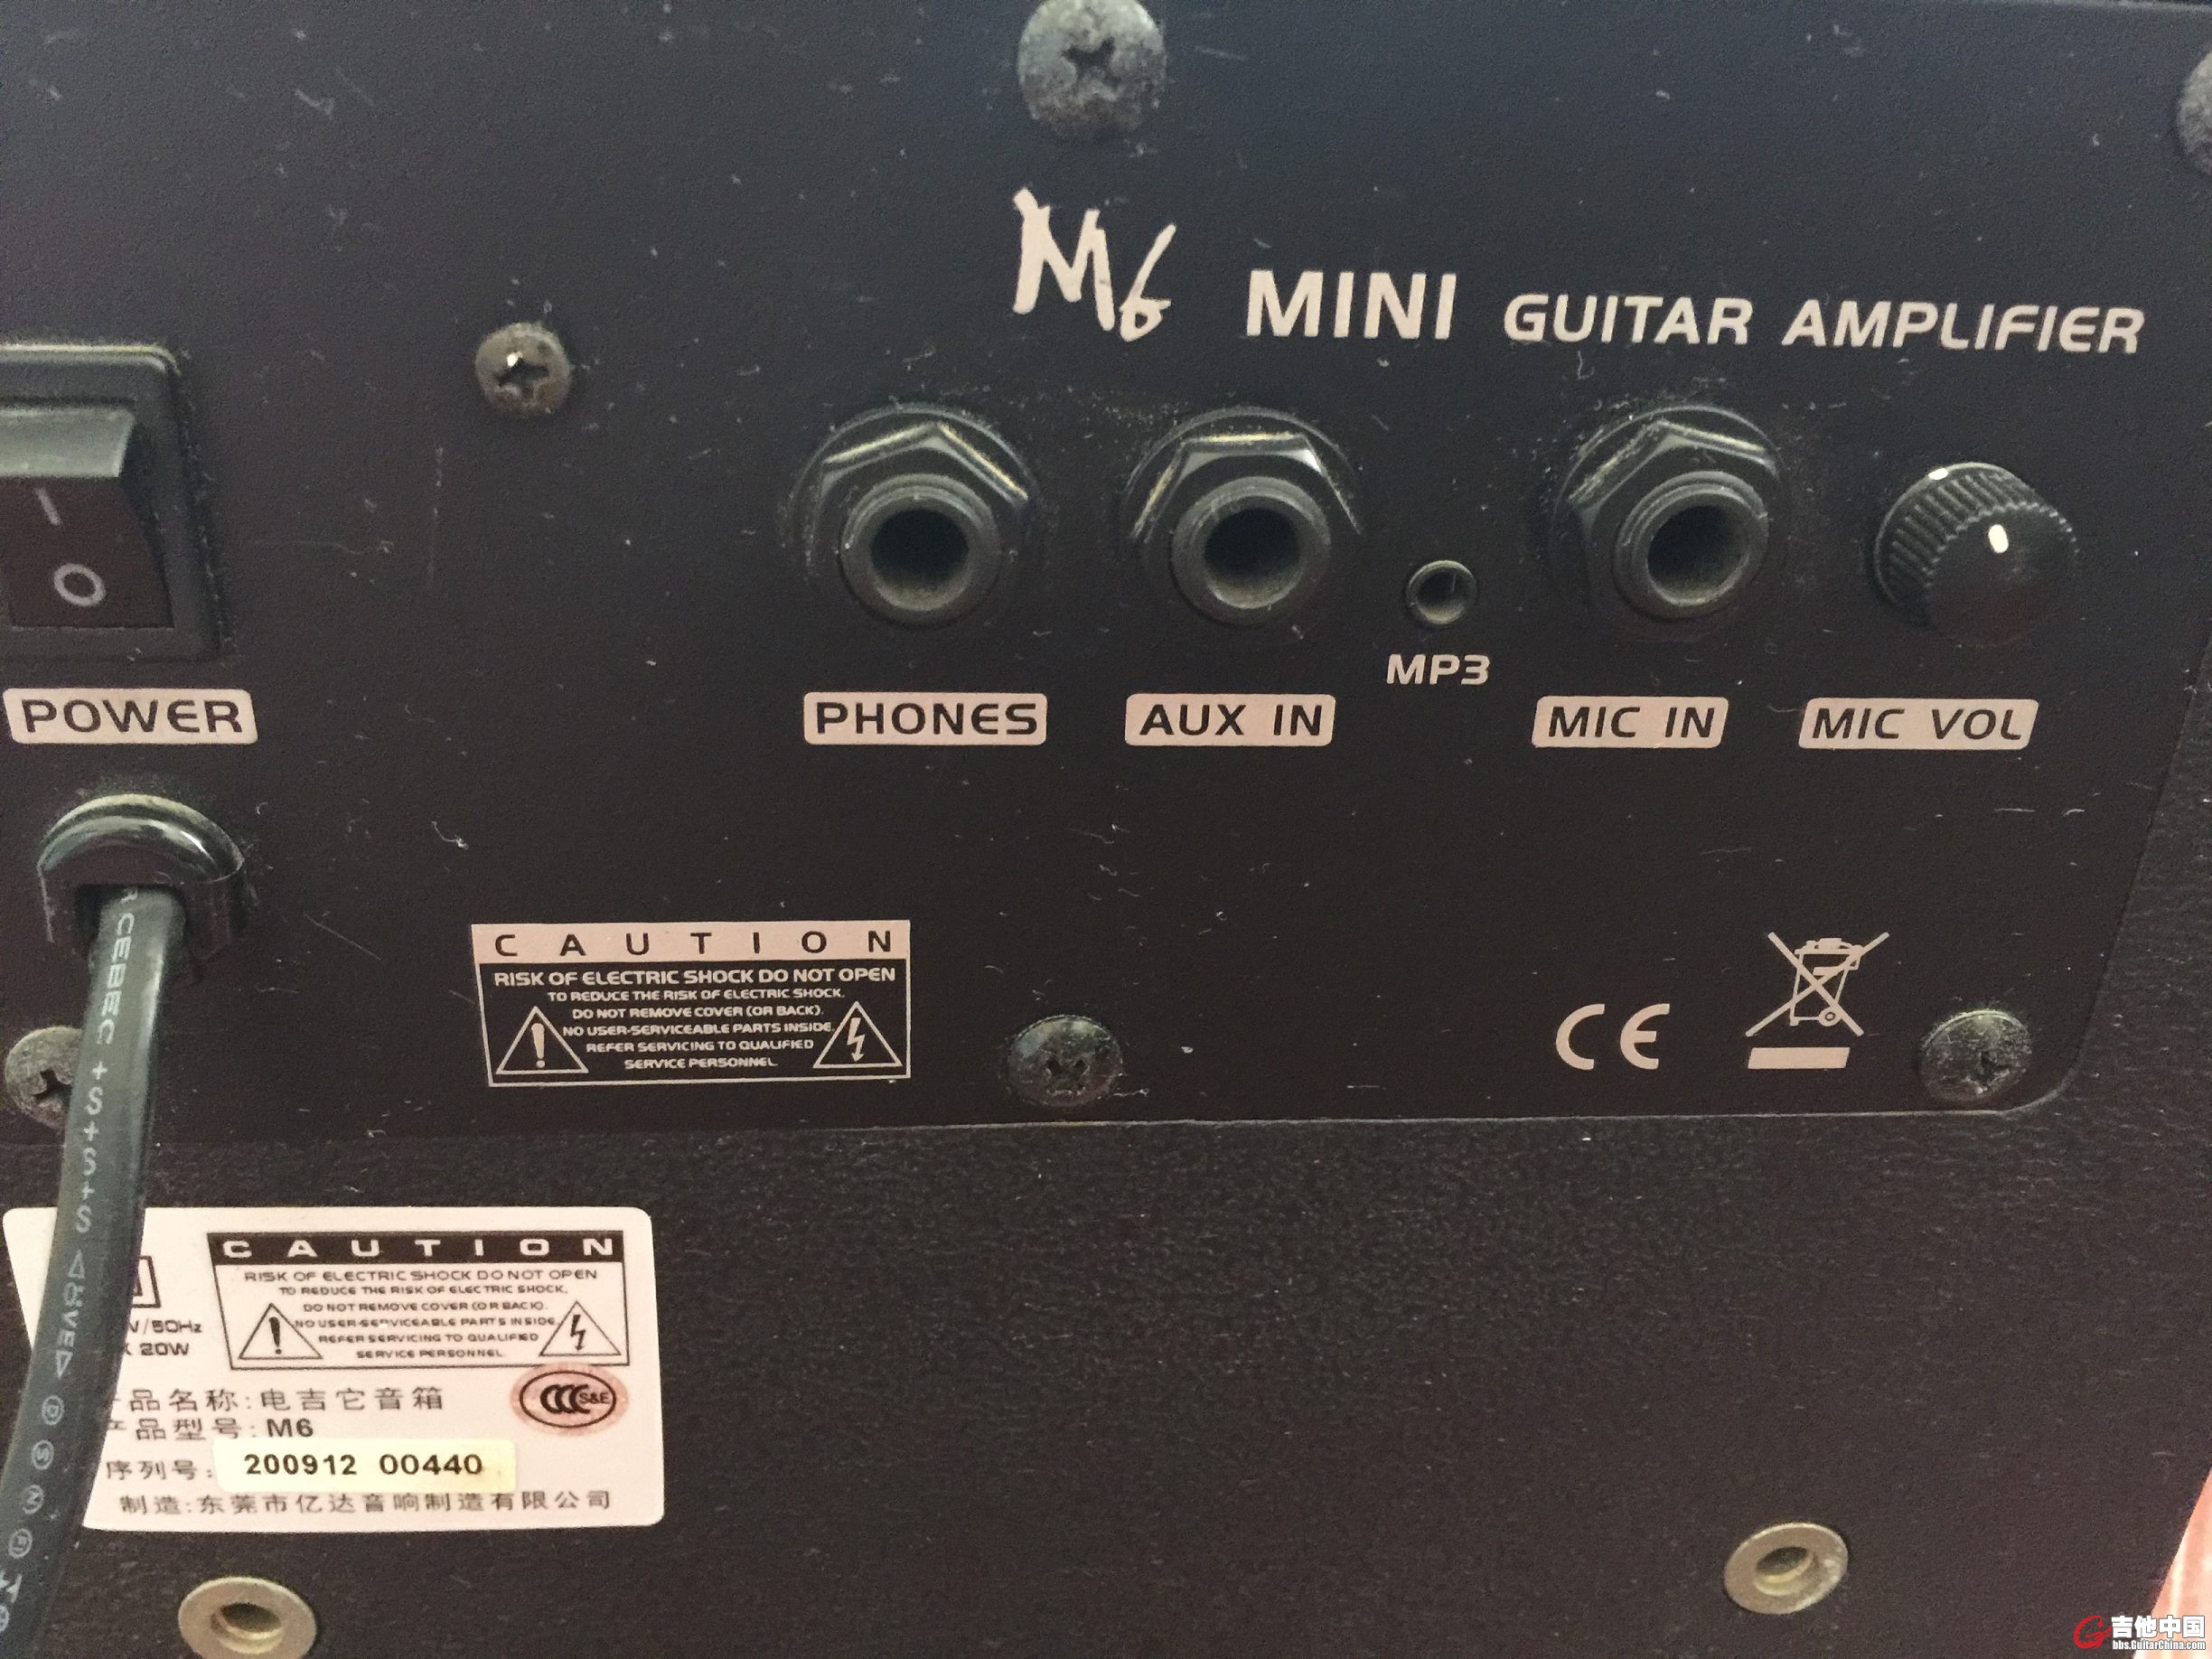 M6 MINI GUITAR AMPLIFIER
I
O
MP3
POWER
PHONES
AUX IN
MIC IN
MIC VOL
CAUTION
RISK OF ELECTRIC SHOCK DO NOT OPEN
TO REDUCE THE RISK OF ELECTRIC SHOCK.
DO NOT REMOVE COVER (OR BACK).
NO USER-SERVICEABLE PARTS INSIDE.
REFER SERVICING TO QUALIFIED
SERVICE PERSONNEL.
CE
CAUTION
RISK OF ELECTRIC SHOCK DO NOT OPEN
TO REDUCE THE RISK OF ELECTRIC SHOCK.
DO NOT REMOVE COVER (OR BACK).
NO USER-SERVICEABLE PARTS INSIDE.
REFER SERVICING TO QUALIFIED
SERVICE PERSONNEL.
V/50Hz
20W
CCC S&E
品名称:电吉它音箱
产品型号:M6
序列号: 200912 00440
制造:东莞市亿达音响制造有限公司
吉他中国
bbs.GuitarChina.com